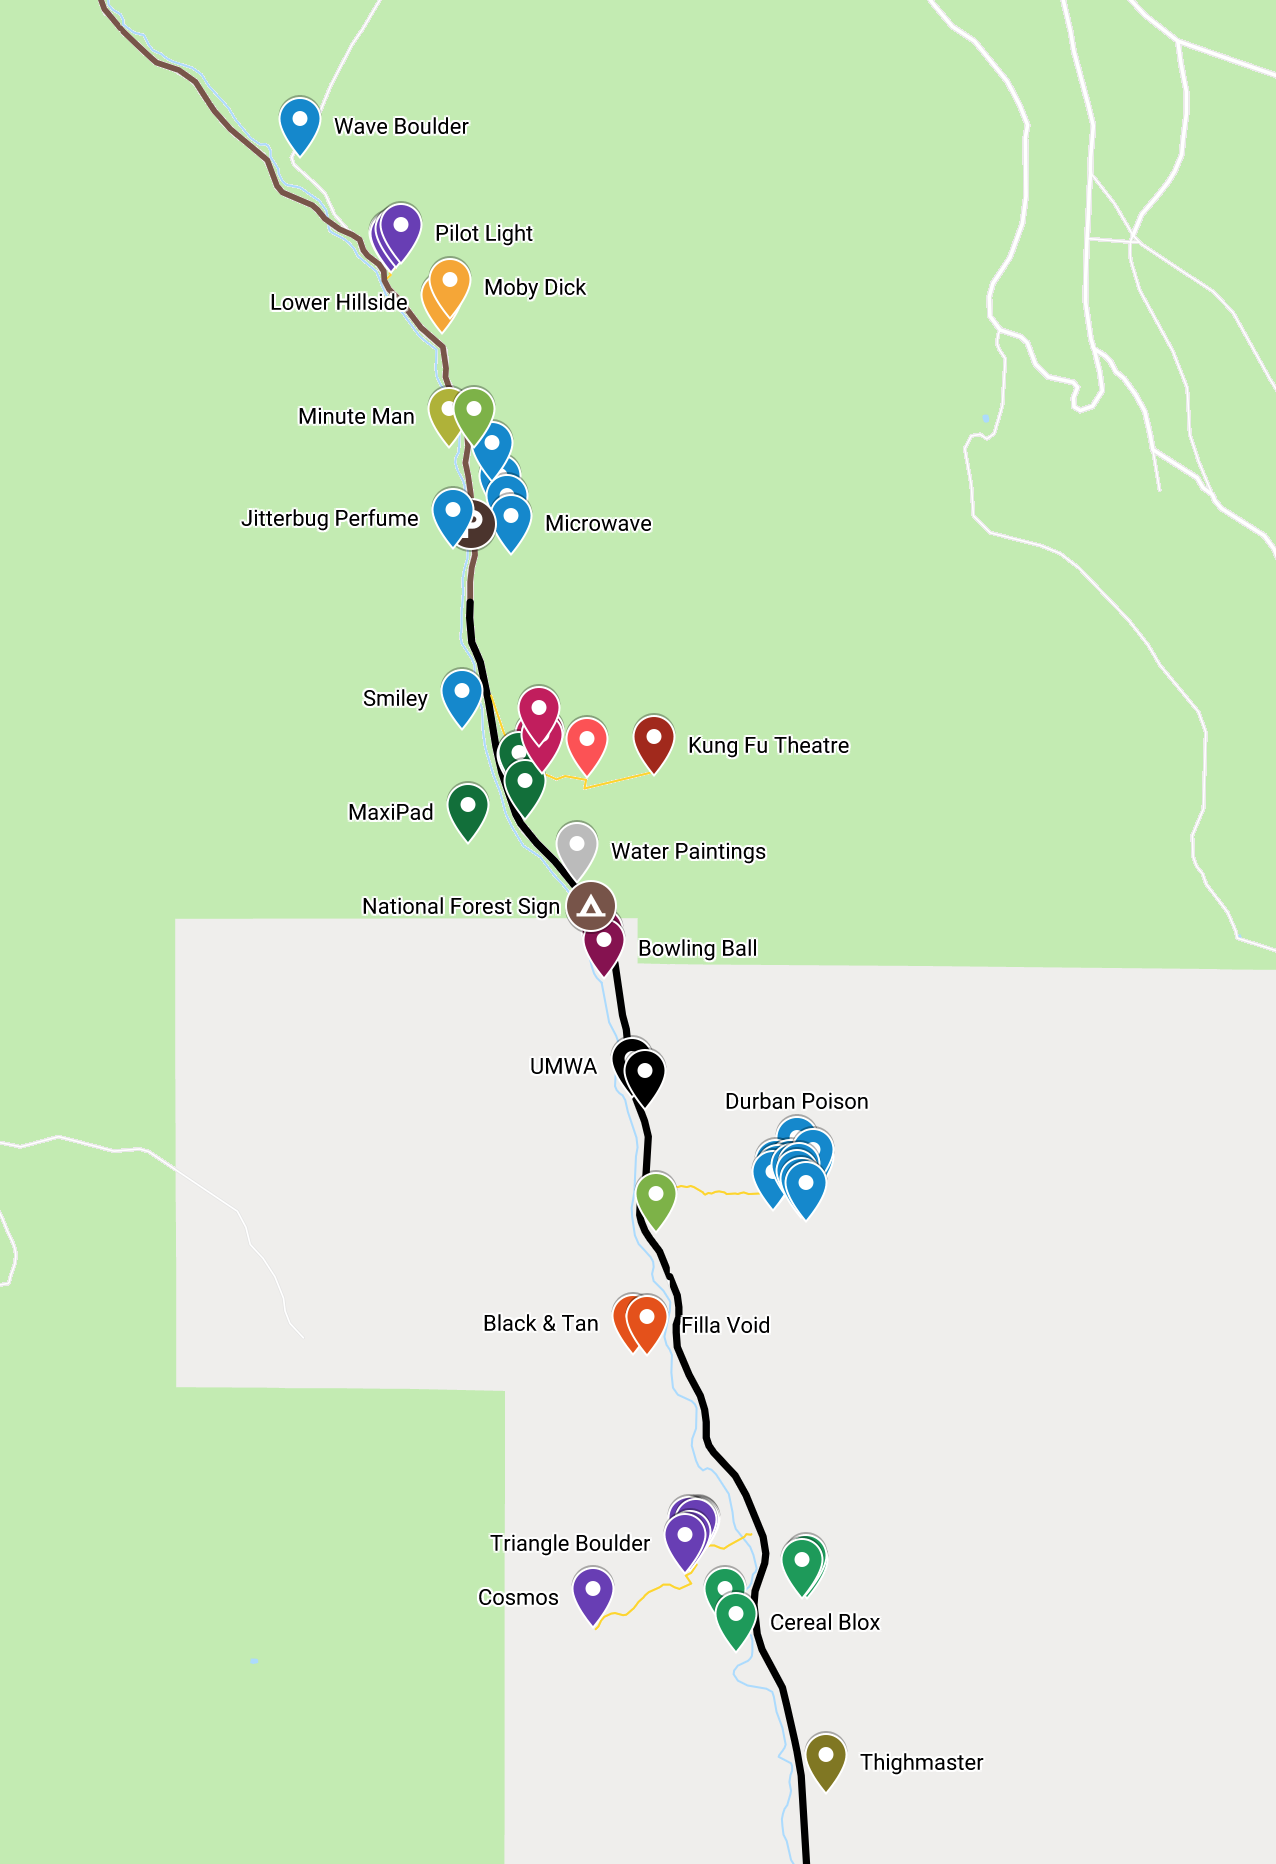 Wave Boulder
Pilot Light
Moby Dick
Lower Hillside
Minute Man
Jitterbug Perfume
P
Microwave
Smiley
Kung Fu Theatre
MaxiPad
Water Paintings
National Forest Sign
Bowling Ball
UMWA
Durban Poison
Black & Tan
Filla Void
Triangle Boulder
Cosmos
Cereal Blox
Thighmaster